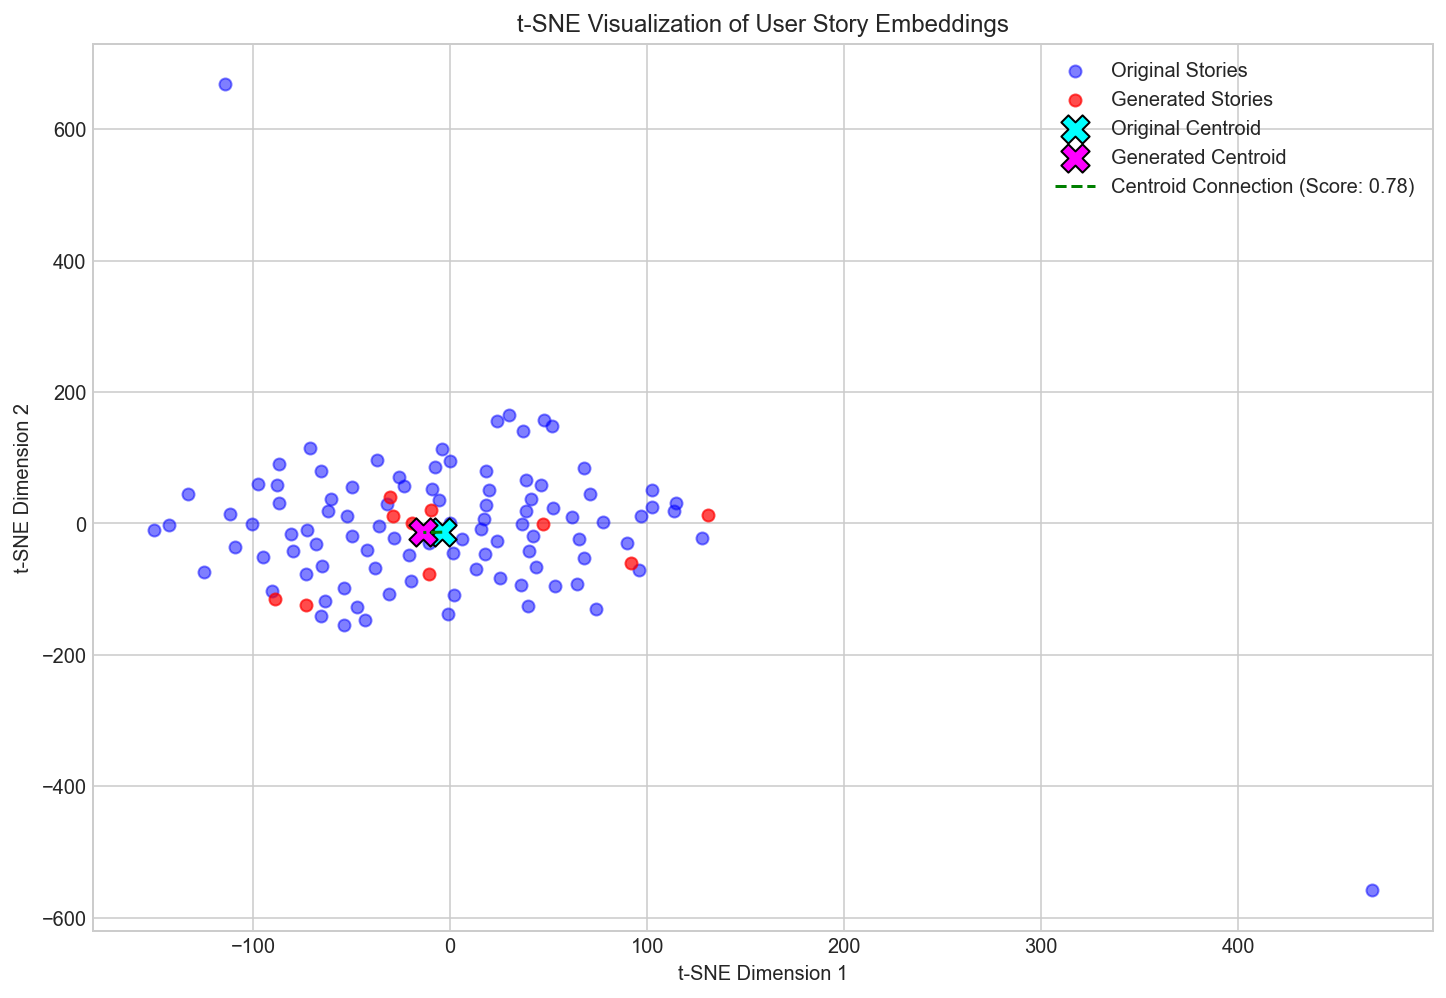 t-SNE Visualization of User Story Embeddings
Original Stories
Generated Stories
Original Centroid
Generated Centroid
Centroid Connection (Score: 0.78)
600
400
200
0
−200
−400
−600
t-SNE Dimension 2
−100
0
100
200
300
400
t-SNE Dimension 1